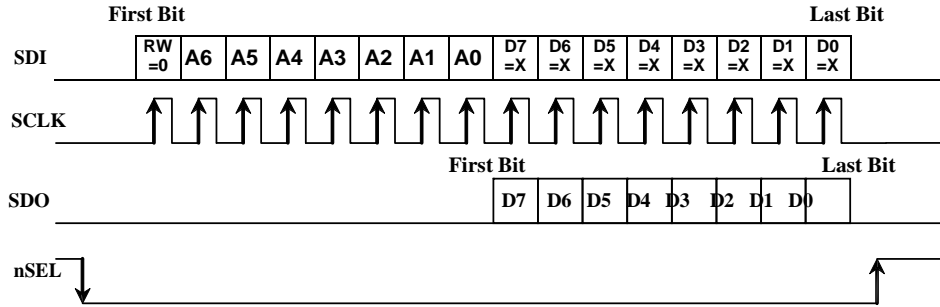 First Bit Last Bit
SDI RW =0 A6 A5 A4 A3 A2 A1 A0 D7 =X D6 =X D5 =X D4 =X D3 =X D2 =X D1 =X D0 =X
SCLK
First Bit Last Bit
SDO D7 D6 D5 D4 D3 D2 D1 D0
nSEL